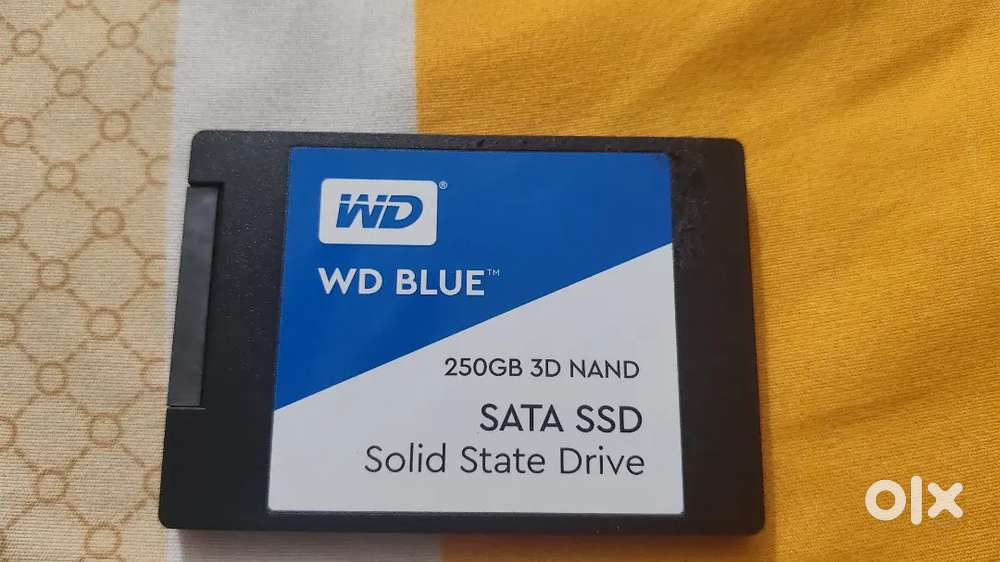 WD®
WD BLUE™
250GB 3D NAND
SATA SSD
Solid State Drive
olx